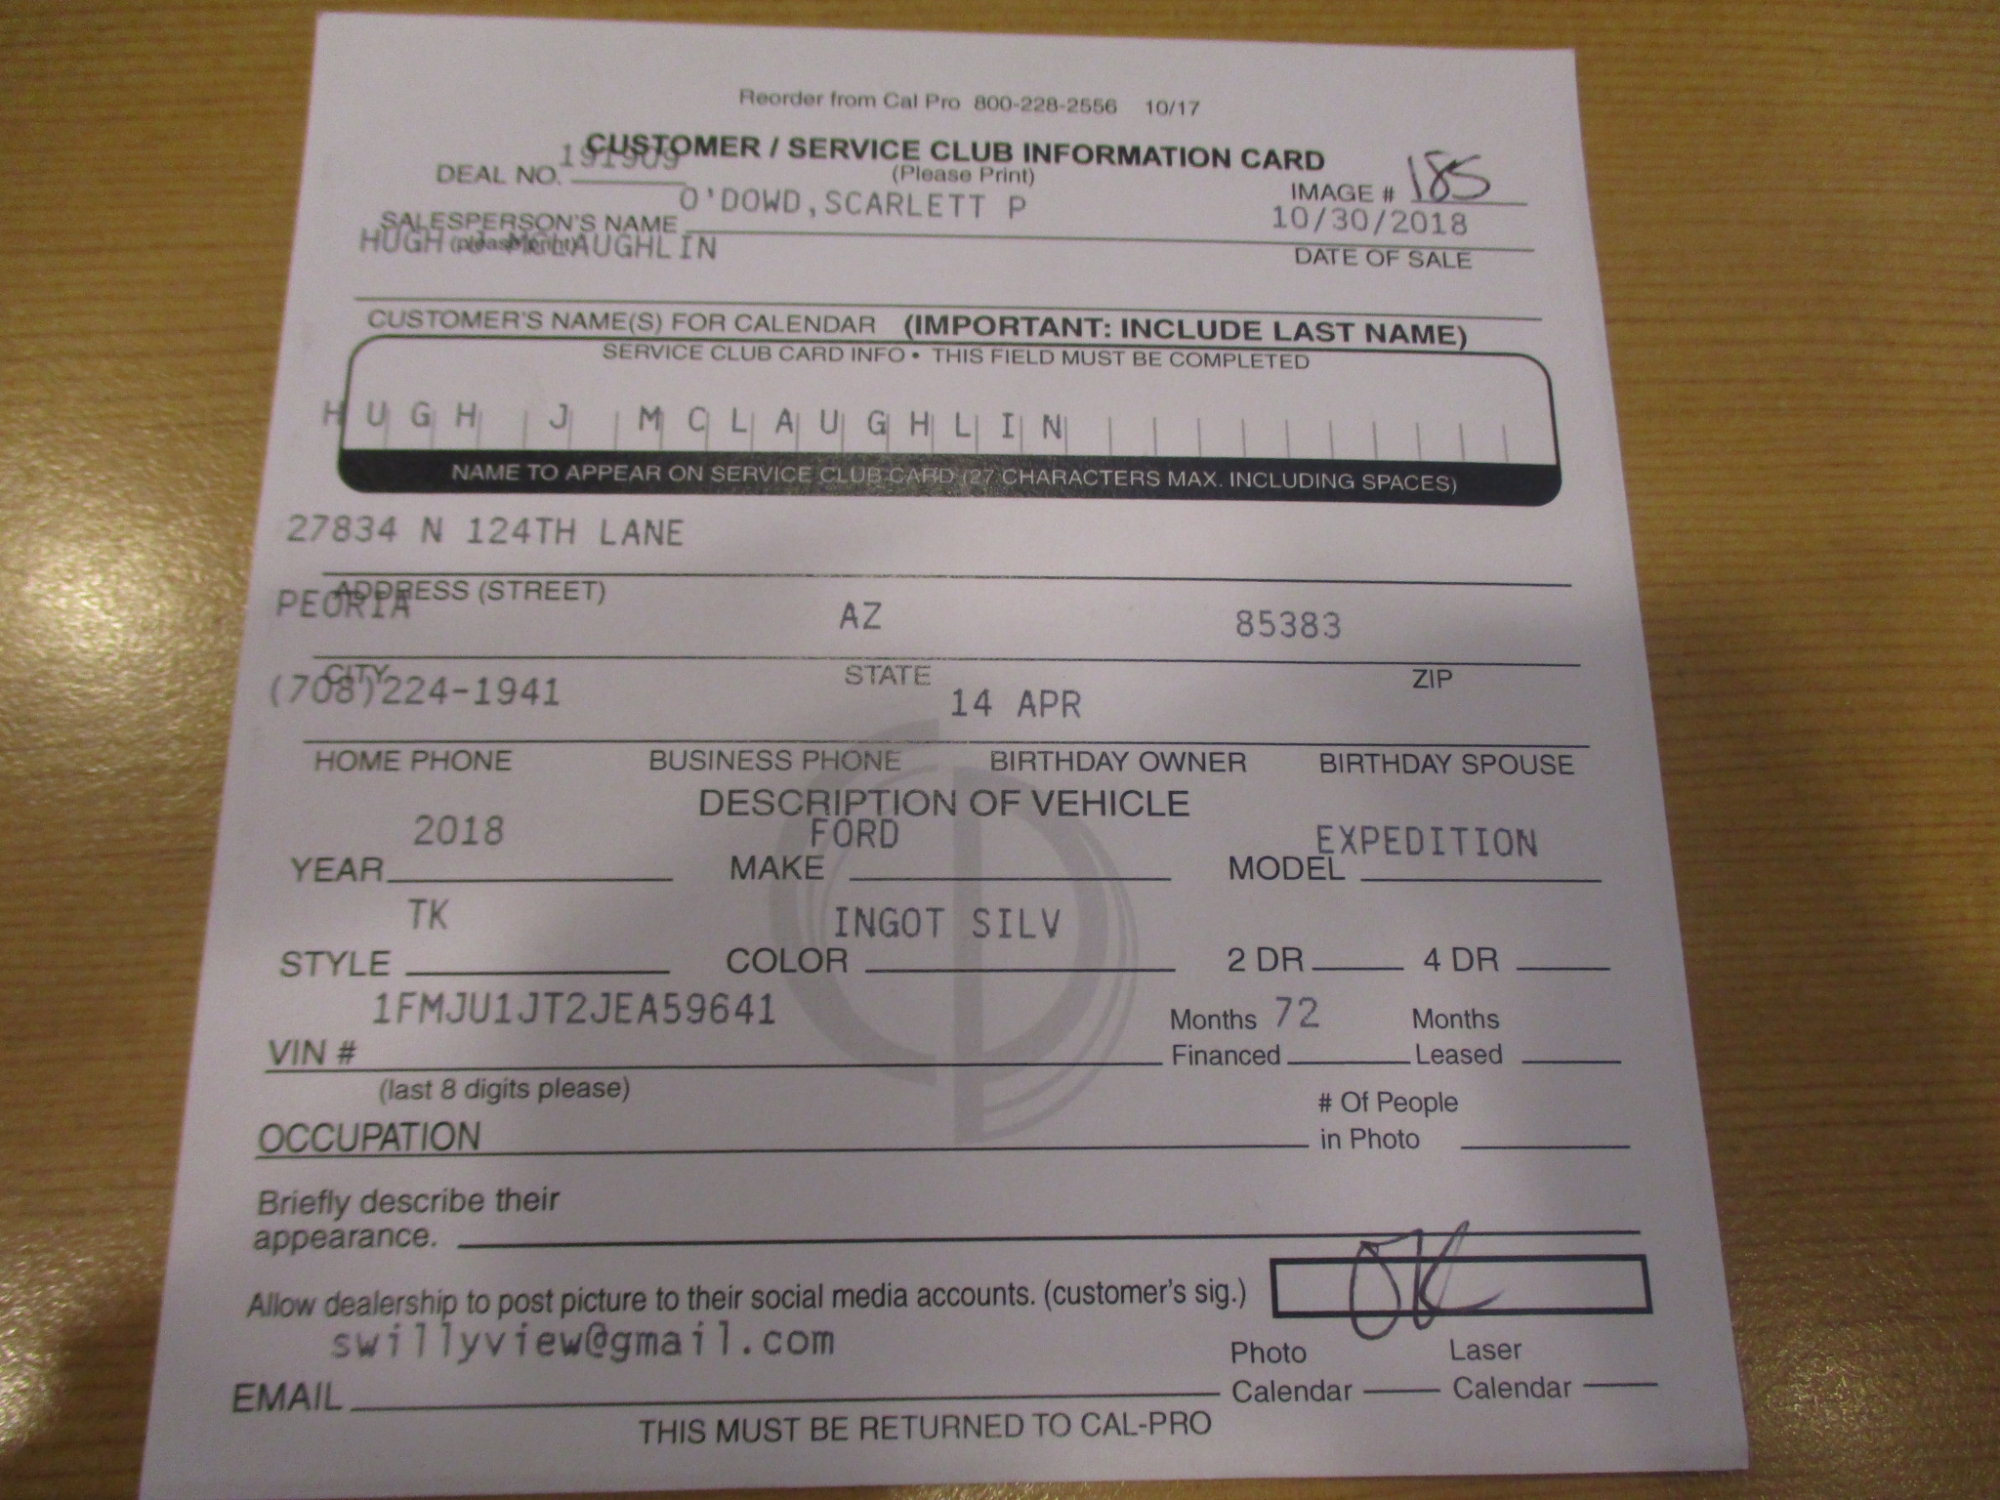 Reorder from Cal Pro 800-228-2556 10/17
CUSTOMER / SERVICE CLUB INFORMATION CARD
(Please Print)
DEAL NO. 191909
IMAGE # 185
O'DOWD,SCARLETT P 10/30/2018
SALESPERSON'S NAME (please print) DATE OF SALE
HUGH J MCLAUGHLIN
CUSTOMER'S NAME(S) FOR CALENDAR (IMPORTANT: INCLUDE LAST NAME)
SERVICE CLUB CARD INFO • THIS FIELD MUST BE COMPLETED
HUGH J MCLAUGHLIN
NAME TO APPEAR ON SERVICE CLUB CARD (27 CHARACTERS MAX. INCLUDING SPACES)
27834 N 124TH LANE
ADDRESS (STREET)
PEORIA AZ 85383
CITY STATE ZIP
(708)224-1941 14 APR
HOME PHONE BUSINESS PHONE BIRTHDAY OWNER BIRTHDAY SPOUSE
DESCRIPTION OF VEHICLE
2018 FORD EXPEDITION
YEAR MAKE MODEL
TK INGOT SILV
STYLE COLOR 2 DR 4 DR
1FMJU1JT2JEA59641 Months 72 Months
VIN # Financed Leased
(last 8 digits please)
# Of People
OCCUPATION in Photo
Briefly describe their
appearance.
Allow dealership to post picture to their social media accounts. (customer's sig.) OK
swillyview@gmail.com
Photo Laser
EMAIL Calendar Calendar
THIS MUST BE RETURNED TO CAL-PRO